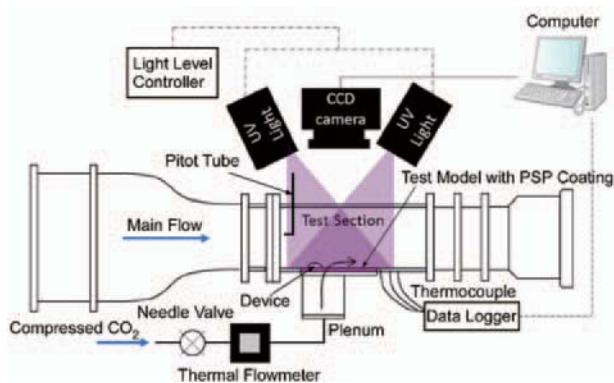 Computer
Light Level
Controller
UV
Light
CCD
camera
UV
Light
Pitot Tube
Test Model with PSP Coating
Test Section
Main Flow
Device
Thermocouple
Needle Valve
Compressed CO2
Plenum
Data Logger
Thermal Flowmeter